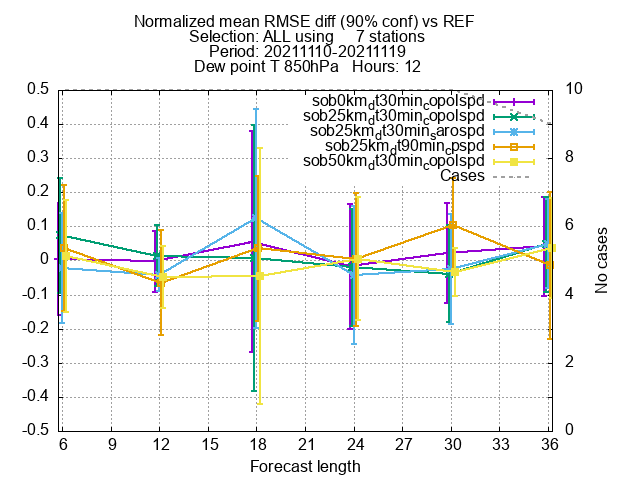 Normalized mean RMSE diff (90% conf) vs REF
Selection: ALL using 7 stations
Period: 20211110-20211119
Dew point T 850hPa Hours: 12
sob0km_dt30min_copolspd
sob25km_dt30min_copolspd
sob25km_dt30min_sarospd
sob25km_dt90min_cpspd
sob50km_dt30min_copolspd
Cases
0.5
0.4
0.3
0.2
0.1
0
-0.1
-0.2
-0.3
-0.4
-0.5
10
8
6
4
2
0
No cases
6 9 12 15 18 21 24 27 30 33 36
Forecast length